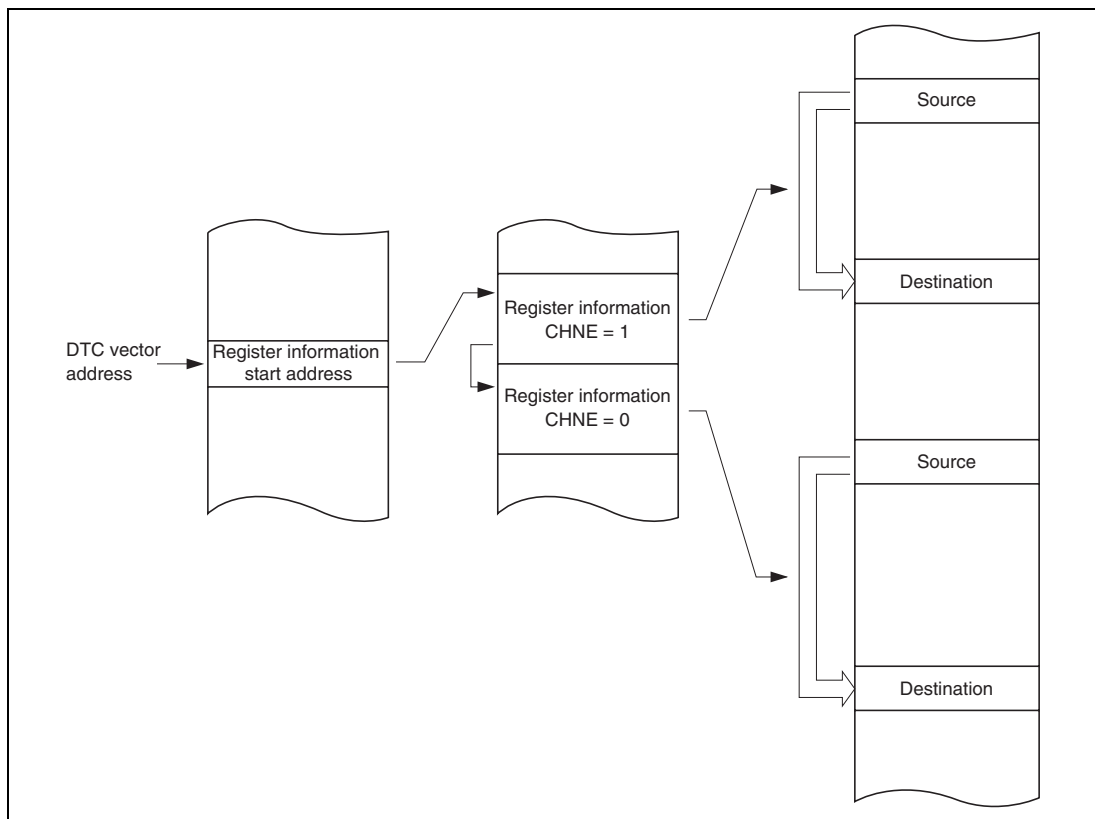 DTC vector
address
Register information
start address
Register information
CHNE = 1
Register information
CHNE = 0
Source
Destination
Source
Destination